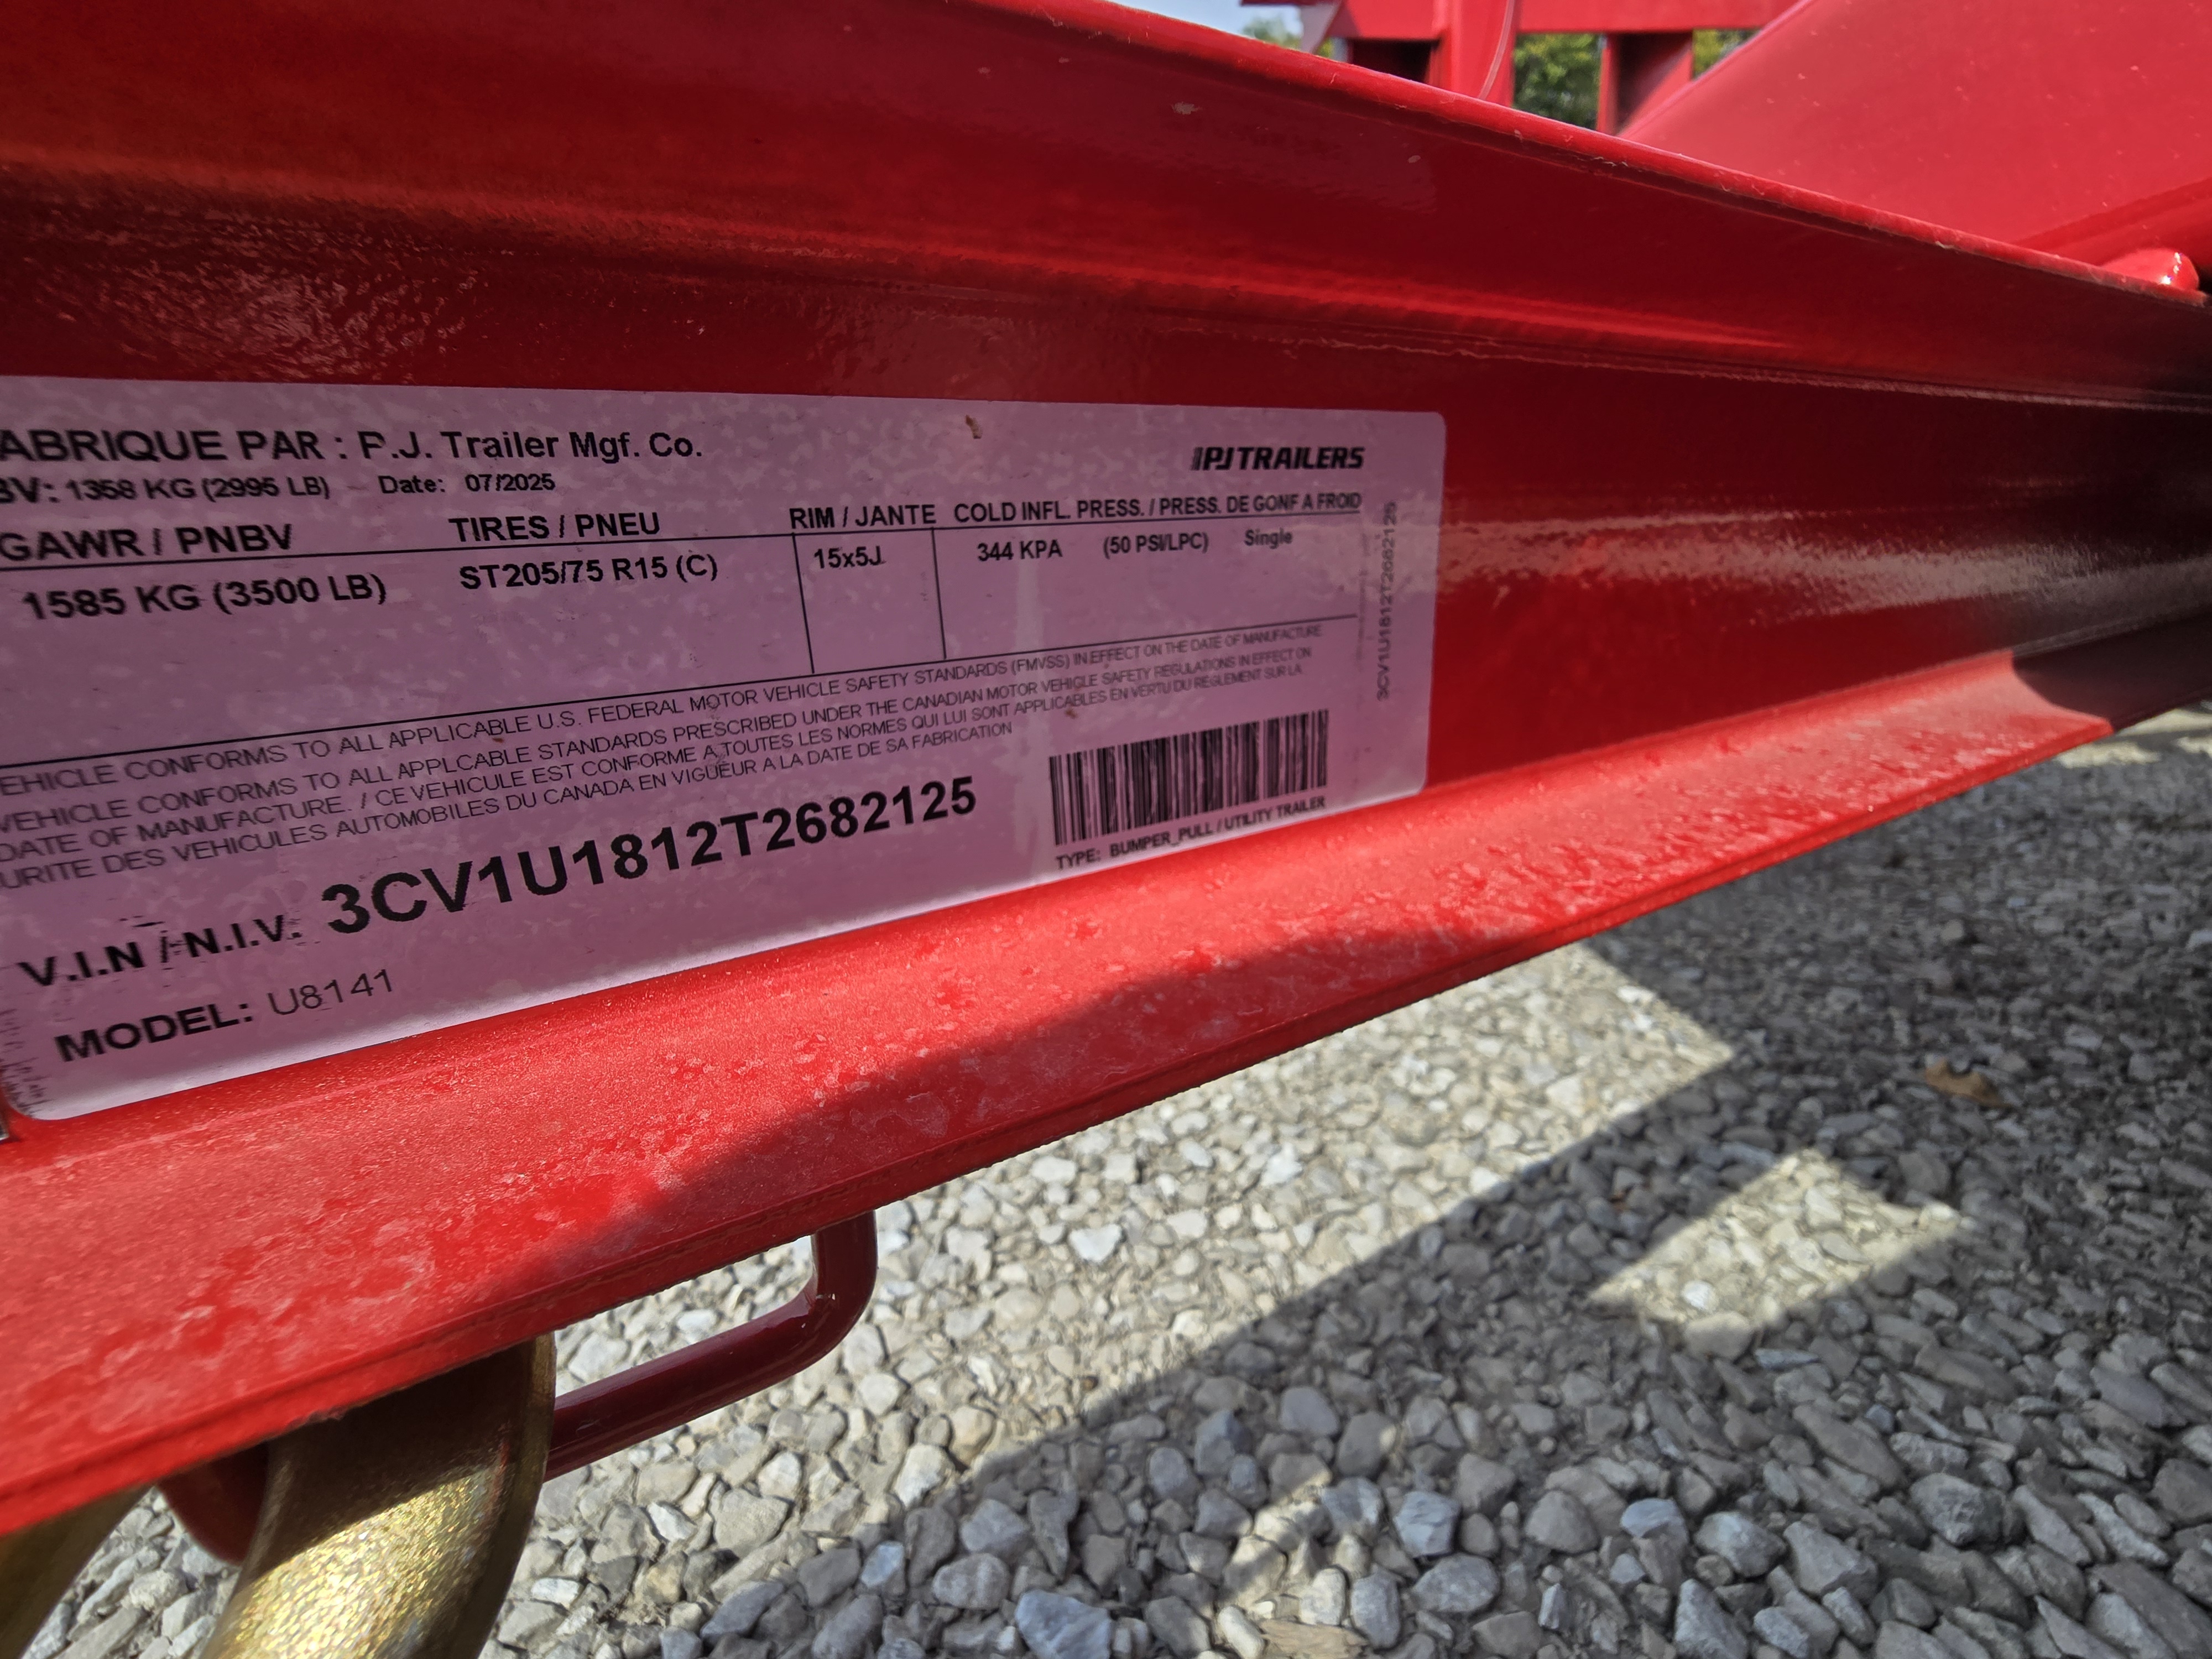 ABRIQUE PAR : P.J. Trailer Mfg. Co.
PJTRAILERS
BV: 1358 KG (2995 LB) Date: 07/2025
GAWR / PNBV TIRES / PNEU RIM / JANTE COLD INFL. PRESS. / PRESS. DE GONF A FROID
1585 KG (3500 LB) ST205/75 R15 (C) 15x5J 344 KPA (50 PSI/LPC) Single
EHICLE CONFORMS TO ALL APPLICABLE U.S. FEDERAL MOTOR VEHICLE SAFETY STANDARDS (FMVSS) IN EFFECT ON THE DATE OF MANUFACTURE
VEHICLE CONFORMS TO ALL APPLCABLE STANDARDS PRESCRIBED UNDER THE CANADIAN MOTOR VEHICLE SAFETY REGULATIONS IN EFFECT ON
DATE OF MANUFACTURE. / CE VEHICULE EST CONFORME A TOUTES LES NORMES QUI LUI SONT APPLICABLES EN VERTU DU REGLEMENT SUR LA
URITE DES VEHICULES AUTOMOBILES DU CANADA EN VIGUEUR A LA DATE DE SA FABRICATION
V.I.N / N.I.V: 3CV1U1812T2682125
TYPE: BUMPER_PULL / UTILITY TRAILER
MODEL: U8141
3CV1U1812T2682125